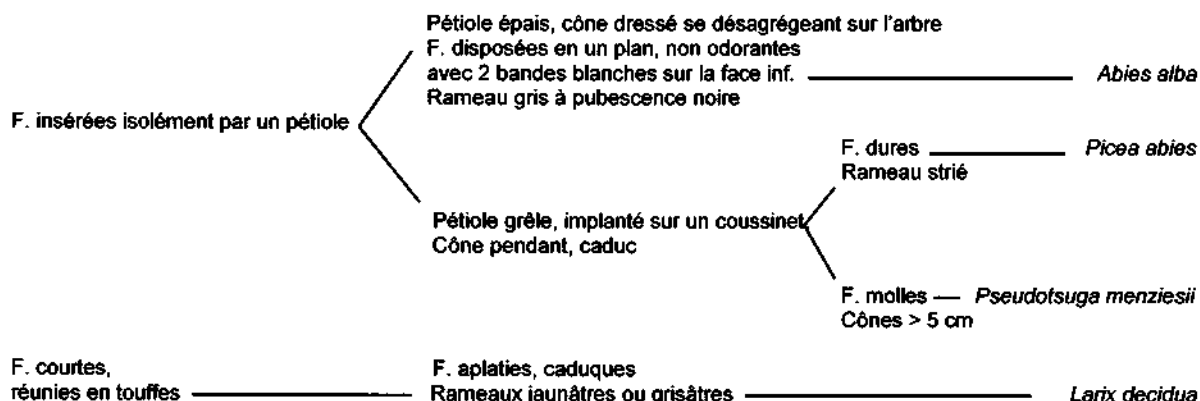 Pétiole épais, cône dressé se désagrégeant sur l'arbre
F. disposées en un plan, non odorantes
avec 2 bandes blanches sur la face inf. Abies alba
Rameau gris à pubescence noire
F. insérées isolément par un pétiole
F. dures Picea abies
Rameau strié
Pétiole grêle, implanté sur un coussinet
Cône pendant, caduc
F. molles Pseudotsuga menziesii
Cônes > 5 cm
F. courtes, F. aplaties, caduques
réunies en touffes Rameaux jaunâtres ou grisâtres Larix decidua